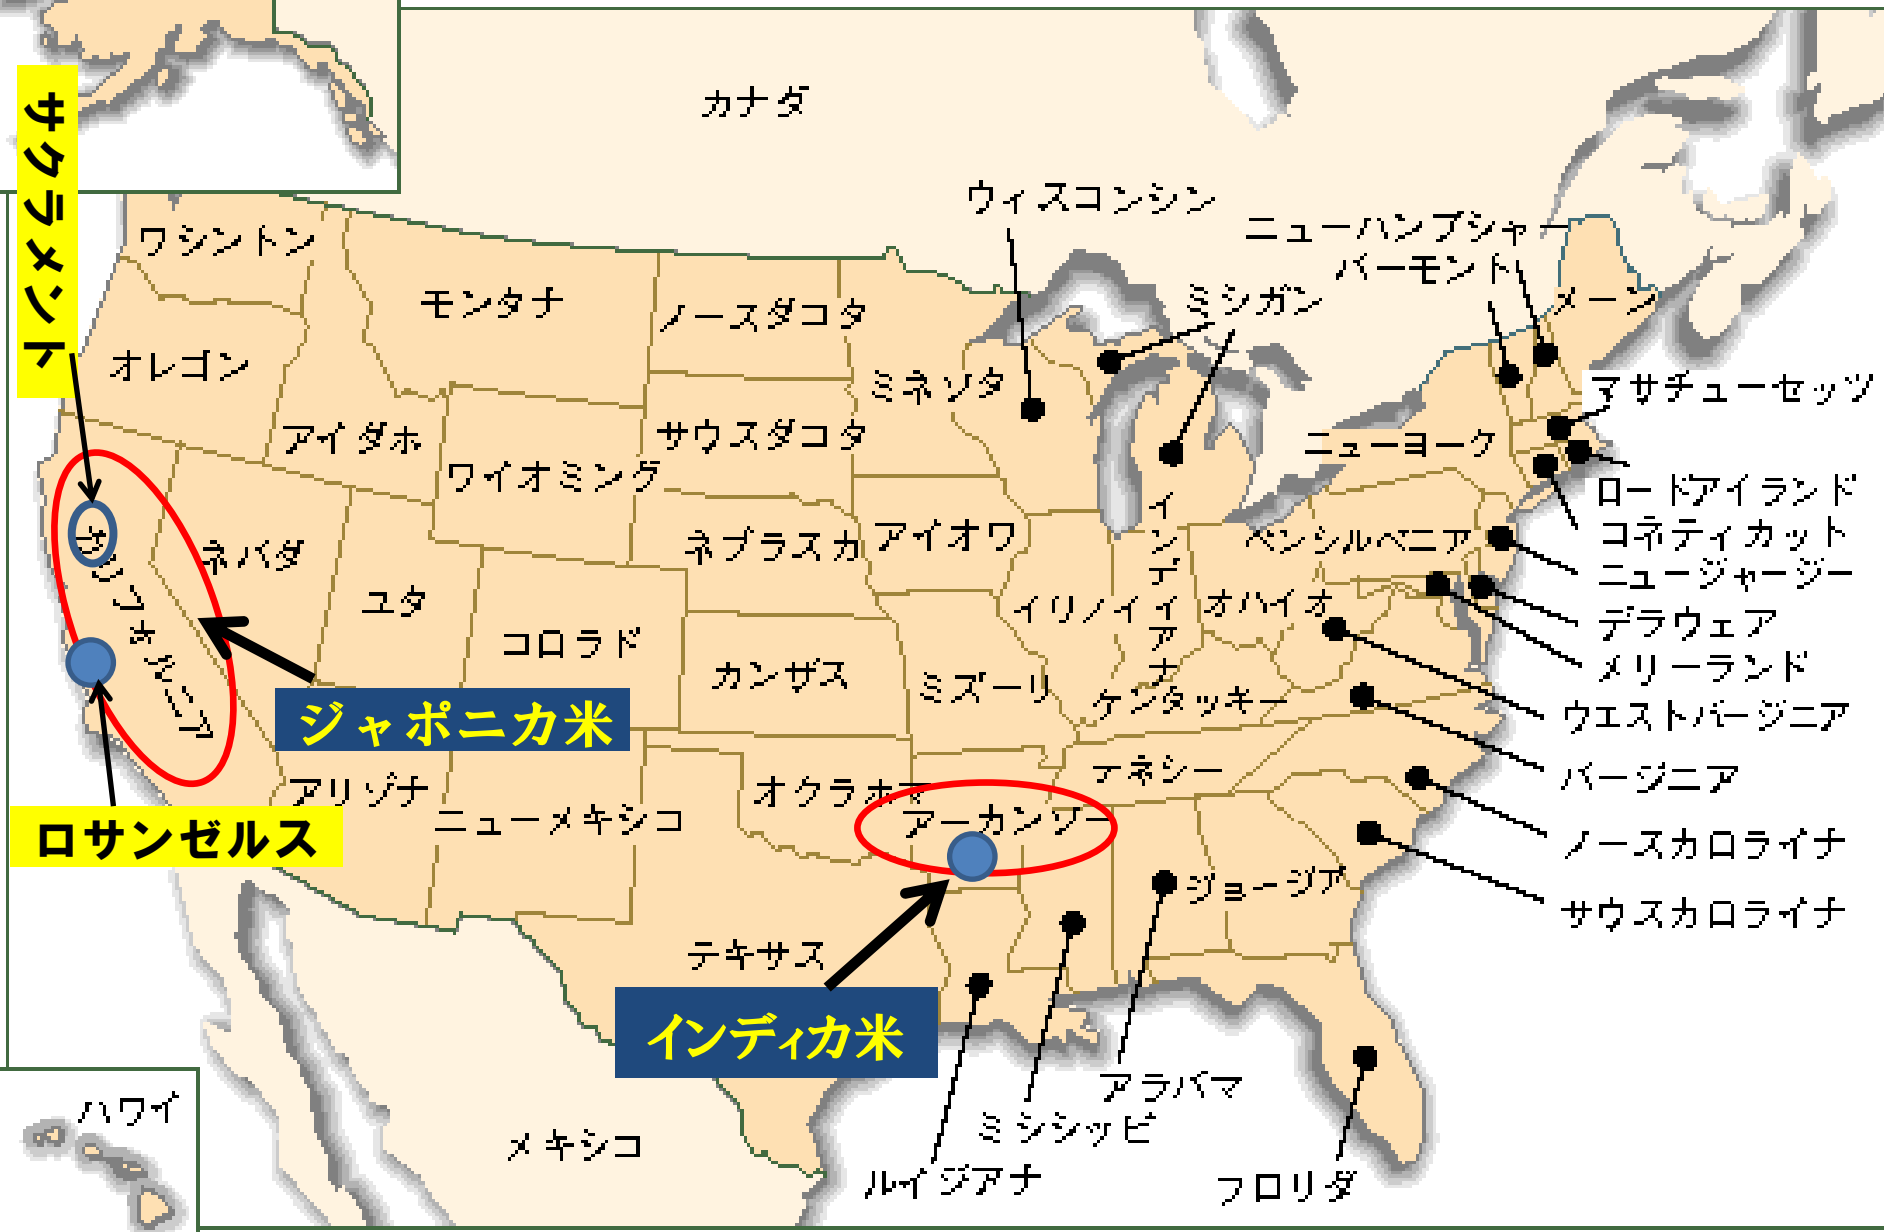 カナダ
サクラメント
ウィスコンシン
ニューハンプシャー
バーモント
ワシントン
モンタナ
ノースダコタ
ミシガン
メーン
オレゴン
ミネソタ
マサチューセッツ
アイダホ
サウスダコタ
ニューヨーク
ワイオミング
ロードアイランド
カリフォルニア
ネバダ
ネブラスカ
アイオワ
インディアナ
ペンシルベニア
コネティカット
ニュージャージー
ユタ
コロラド
イリノイ
オハイオ
デラウェア
メリーランド
カンザス
ミズーリ
ケンタッキー
ウエストバージニア
ジャポニカ米
バージニア
アリゾナ
オクラホマ
テネシー
ロサンゼルス
ニューメキシコ
アーカンソー
ノースカロライナ
ジョージア
サウスカロライナ
テキサス
インディカ米
アラバマ
ハワイ
ミシシッピ
メキシコ
ルイジアナ
フロリダ